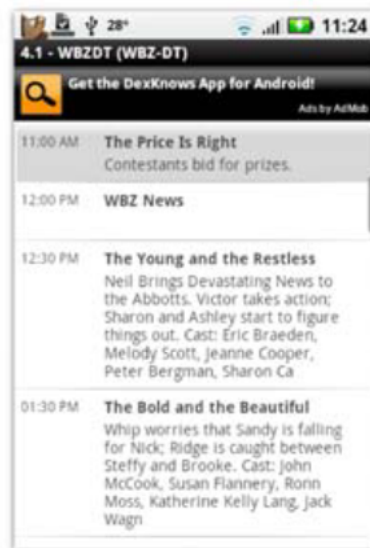 28° 11:24
4.1 - WBZDT (WBZ-DT)
Get the DexKnows App for Android!
Ads by AdMob
11:00 AM The Price Is Right
Contestants bid for prizes.
12:00 PM WBZ News
12:30 PM The Young and the Restless
Neil Brings Devastating News to
the Abbotts. Victor takes action;
Sharon and Ashley start to figure
things out. Cast: Eric Braeden,
Melody Scott, Jeanne Cooper,
Peter Bergman, Sharon Ca
01:30 PM The Bold and the Beautiful
Whip worries that Sandy is falling
for Nick; Ridge is caught between
Steffy and Brooke. Cast: John
McCook, Susan Flannery, Ronn
Moss, Katherine Kelly Lang, Jack
Wagn